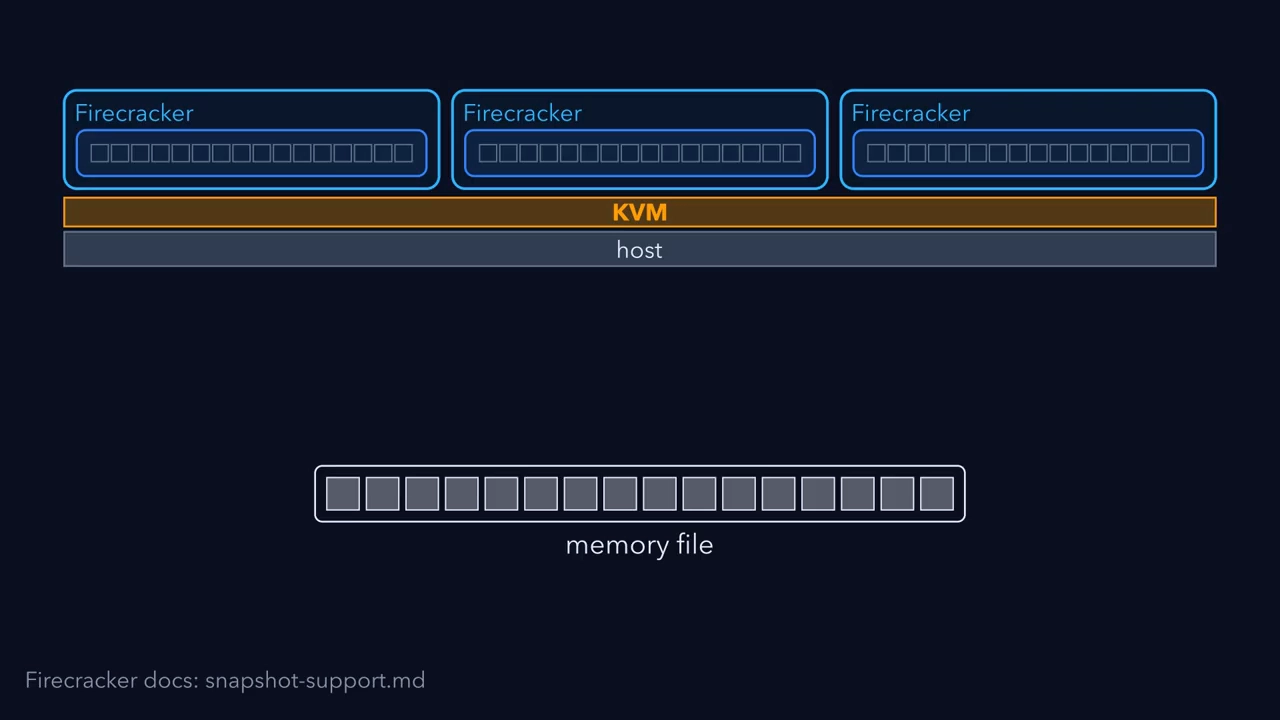 Firecracker
Firecracker
Firecracker
KVM
host
memory file
Firecracker docs: snapshot-support.md